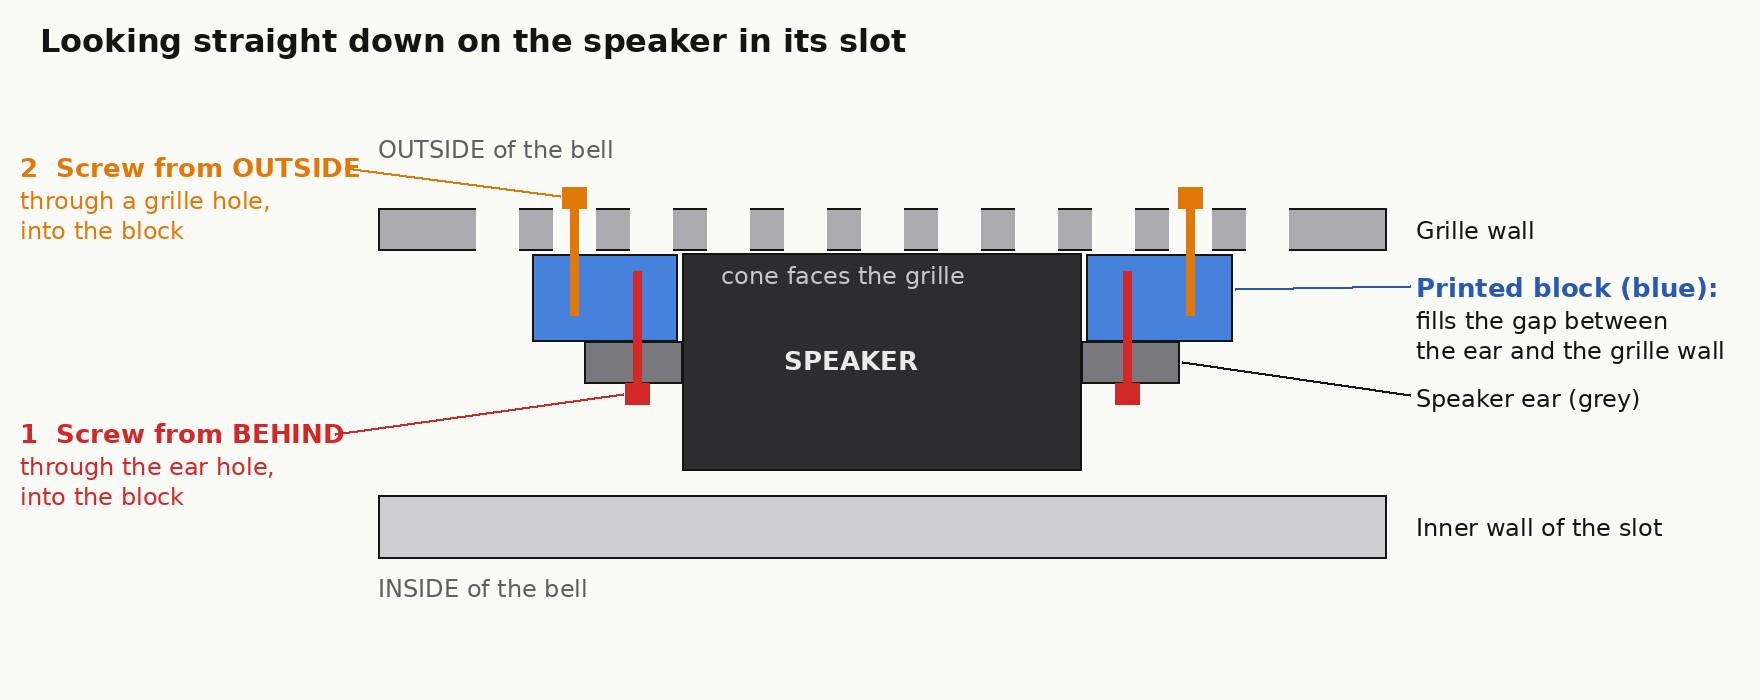 Looking straight down on the speaker in its slot
OUTSIDE of the bell
2 Screw from OUTSIDE
through a grille hole,
into the block
Grille wall
cone faces the grille
Printed block (blue):
fills the gap between
the ear and the grille wall
SPEAKER
Speaker ear (grey)
1 Screw from BEHIND
through the ear hole,
into the block
Inner wall of the slot
INSIDE of the bell